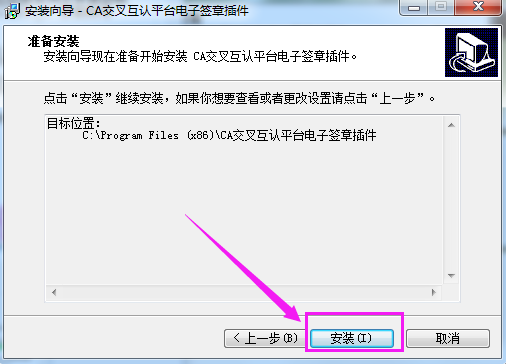 安装向导 - CA交叉互认平台电子签章插件
准备安装
安装向导现在准备开始安装 CA交叉互认平台电子签章插件。
点击“安装”继续安装，如果你想要查看或者更改设置请点击“上一步”。
目标位置:
C:\Program Files (x86)\CA交叉互认平台电子签章插件
< 上一步(B)
安装(I)
取消